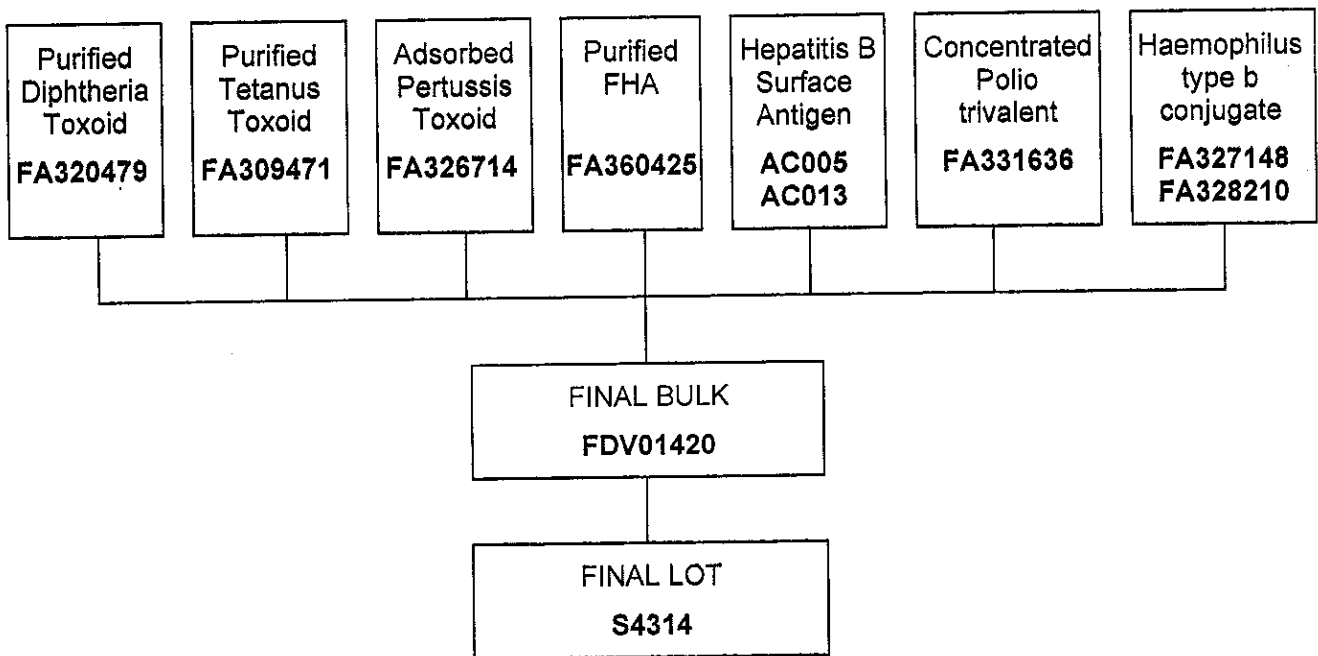 Purified
Diphtheria
Toxoid
FA320479
Purified
Tetanus
Toxoid
FA309471
Adsorbed
Pertussis
Toxoid
FA326714
Purified
FHA
FA360425
Hepatitis B
Surface
Antigen
AC005
AC013
Concentrated
Polio
trivalent
FA331636
Haemophilus
type b
conjugate
FA327148
FA328210
FINAL BULK
FDV01420
FINAL LOT
S4314